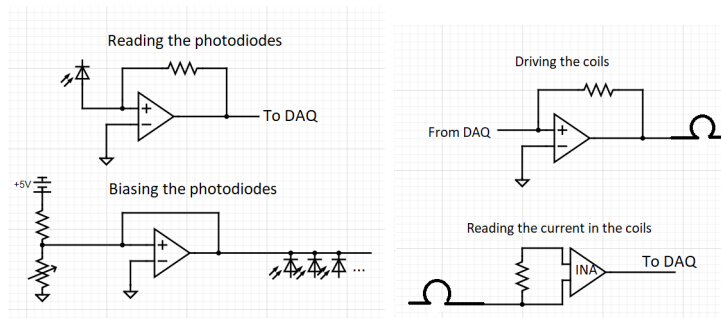 Reading the photodiodes
+
−
To DAQ
+5V
Biasing the photodiodes
+
−
...
Driving the coils
From DAQ
+
−
Reading the current in the coils
INA
To DAQ